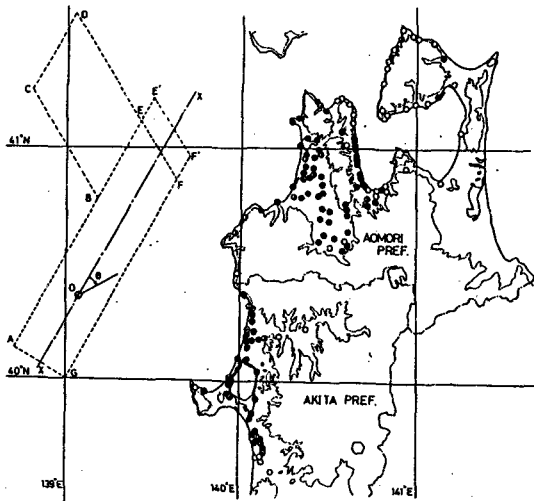 D
C
E
E'
X
41°N
F'
F
B
AOMORI
PREF.
O
θ
A
X
40°N
G
AKITA PREF.
139°E
140°E
141°E